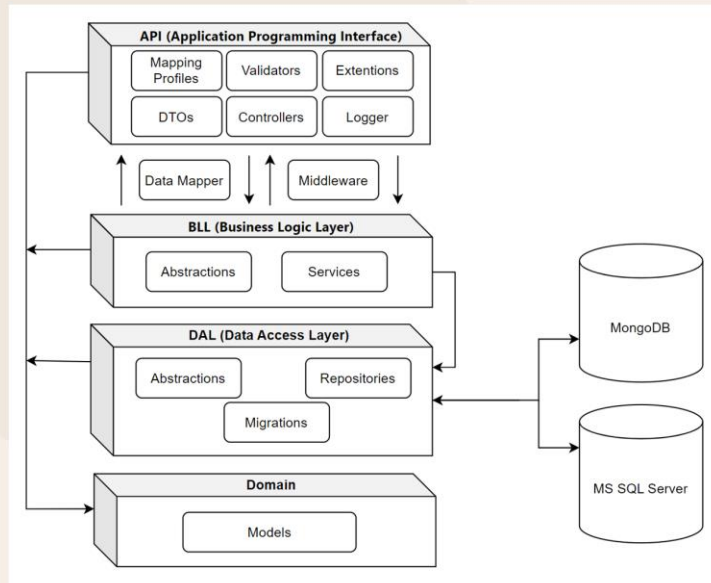 API (Application Programming Interface)
Mapping
Profiles
Validators
Extentions
DTOs
Controllers
Logger
Data Mapper
Middleware
BLL (Business Logic Layer)
Abstractions
Services
DAL (Data Access Layer)
Abstractions
Repositories
Migrations
Domain
Models
MongoDB
MS SQL Server